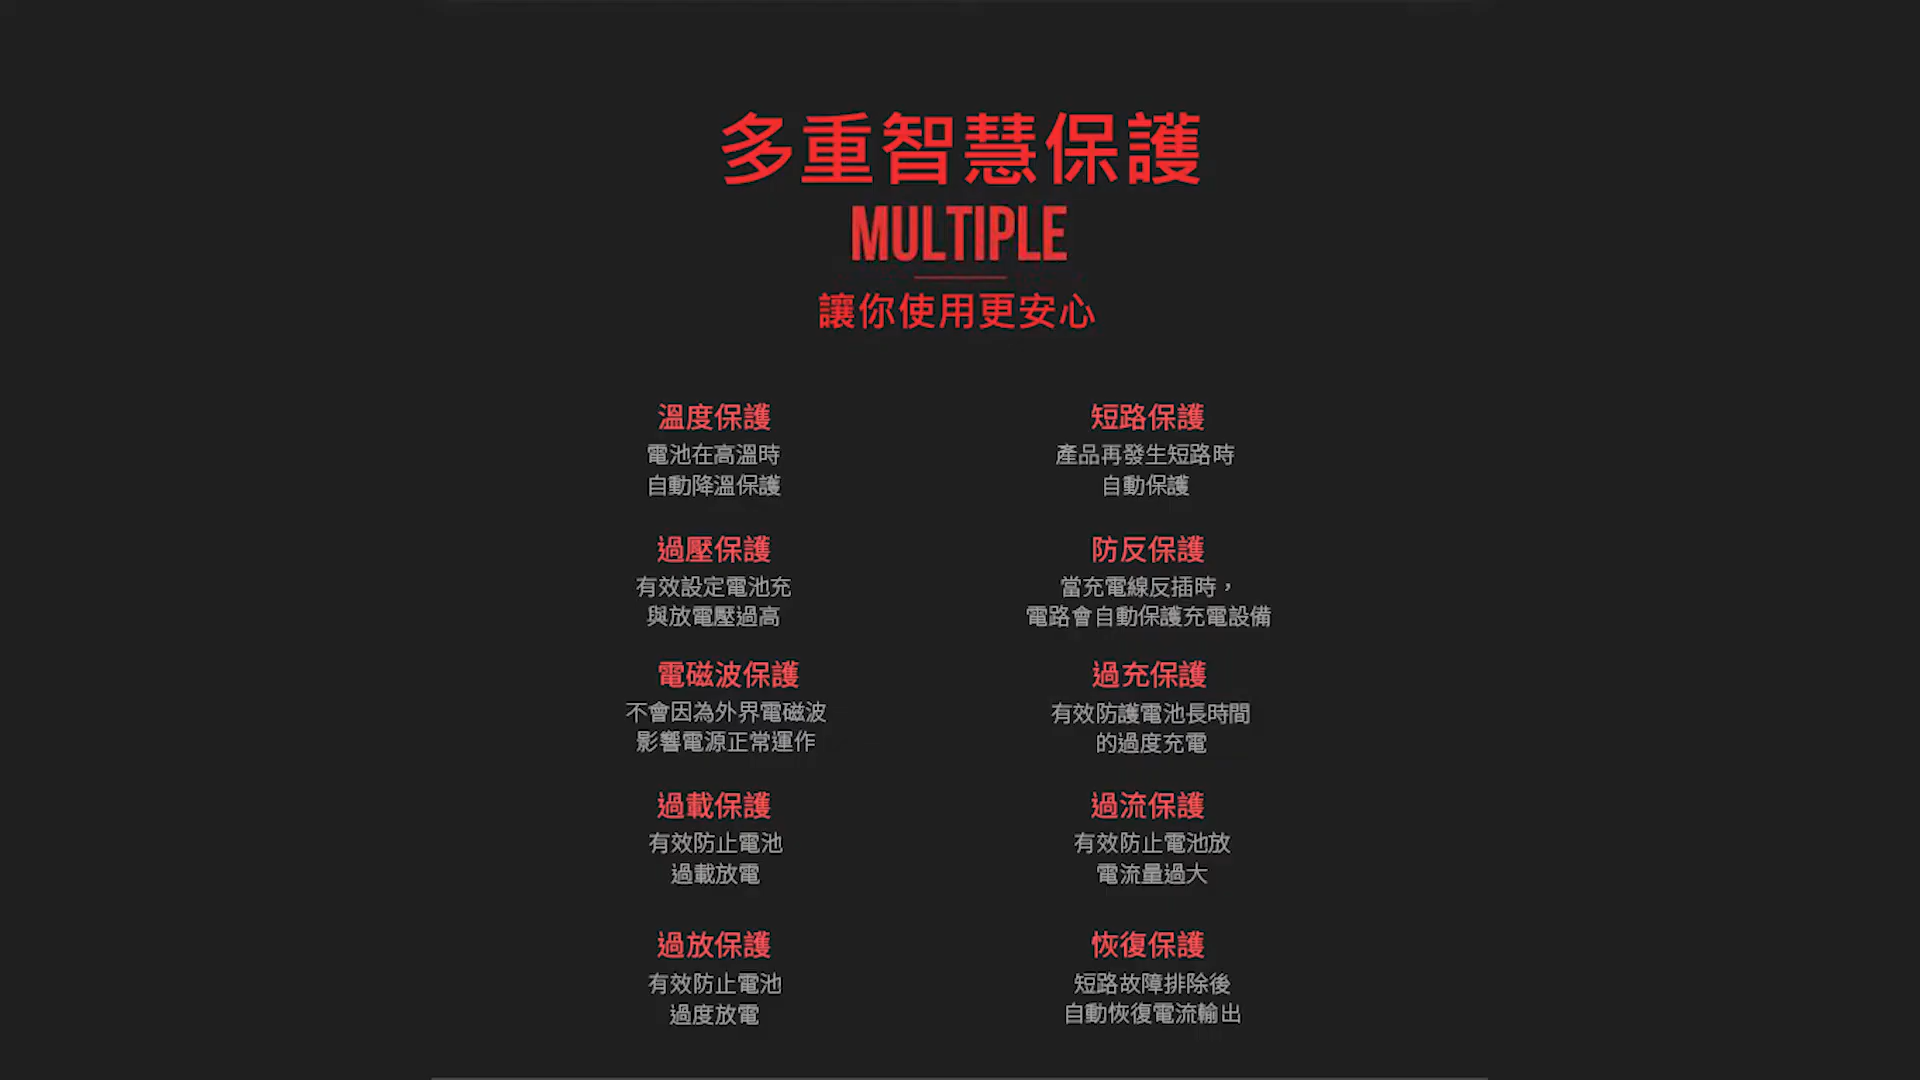 多重智慧保護
MULTIPLE
讓你使用更安心
溫度保護
電池在高溫時
自動降溫保護
短路保護
產品再發生短路時
自動保護
過壓保護
有效設定電池充
與放電壓過高
防反保護
當充電線反插時，
電路會自動保護充電設備
電磁波保護
不會因為外界電磁波
影響電源正常運作
過充保護
有效防護電池長時間
的過度充電
過載保護
有效防止電池
過載放電
過流保護
有效防止電池放
電流量過大
過放保護
有效防止電池
過度放電
恢復保護
短路故障排除後
自動恢復電流輸出